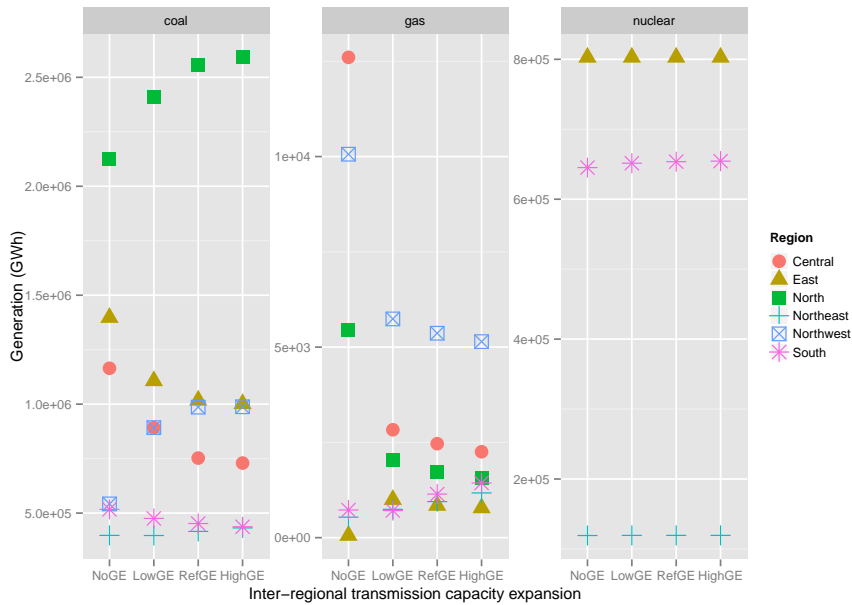 coal
gas
nuclear
Generation (GWh)
2.5e+06
2.0e+06
1.5e+06
1.0e+06
5.0e+05
1e+04
5e+03
0e+00
8e+05
6e+05
4e+05
2e+05
NoGE LowGE RefGE HighGE
NoGE LowGE RefGE HighGE
NoGE LowGE RefGE HighGE
Inter−regional transmission capacity expansion
Region
Central
East
North
Northeast
Northwest
South